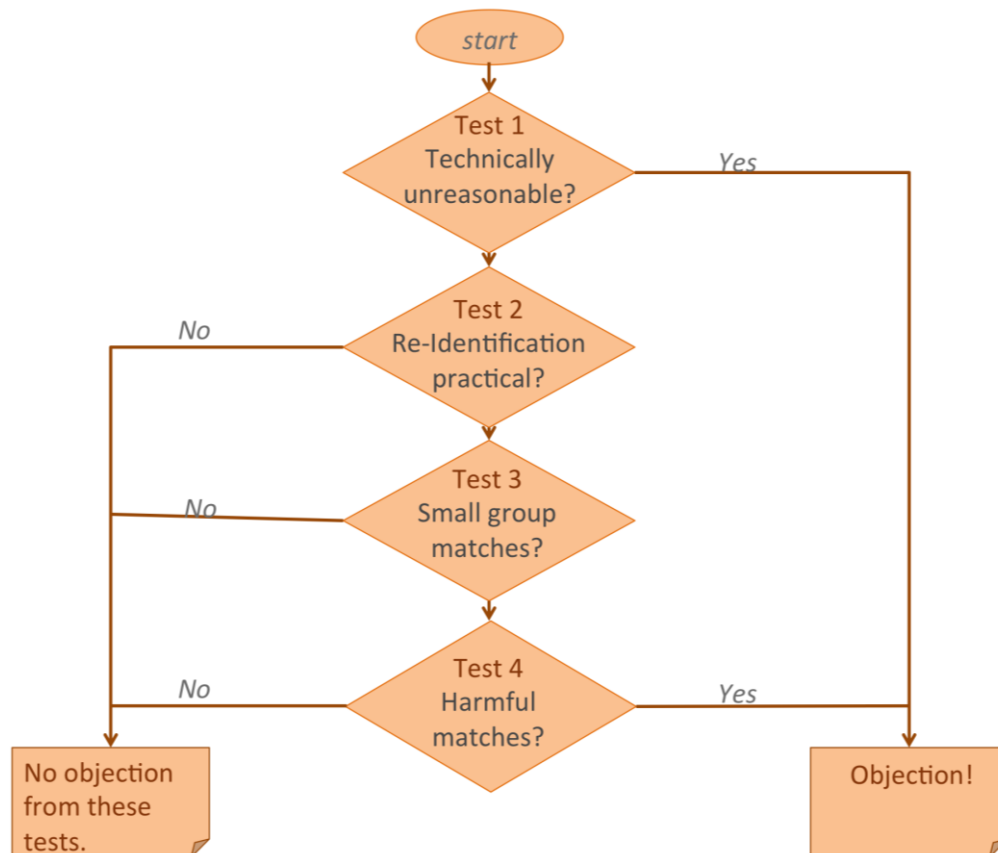 start
Test 1
Technically
unreasonable?
Yes
Test 2
Re-Identification
practical?
No
Test 3
Small group
matches?
No
Test 4
Harmful
matches?
No
Yes
No objection
from these
tests.
Objection!